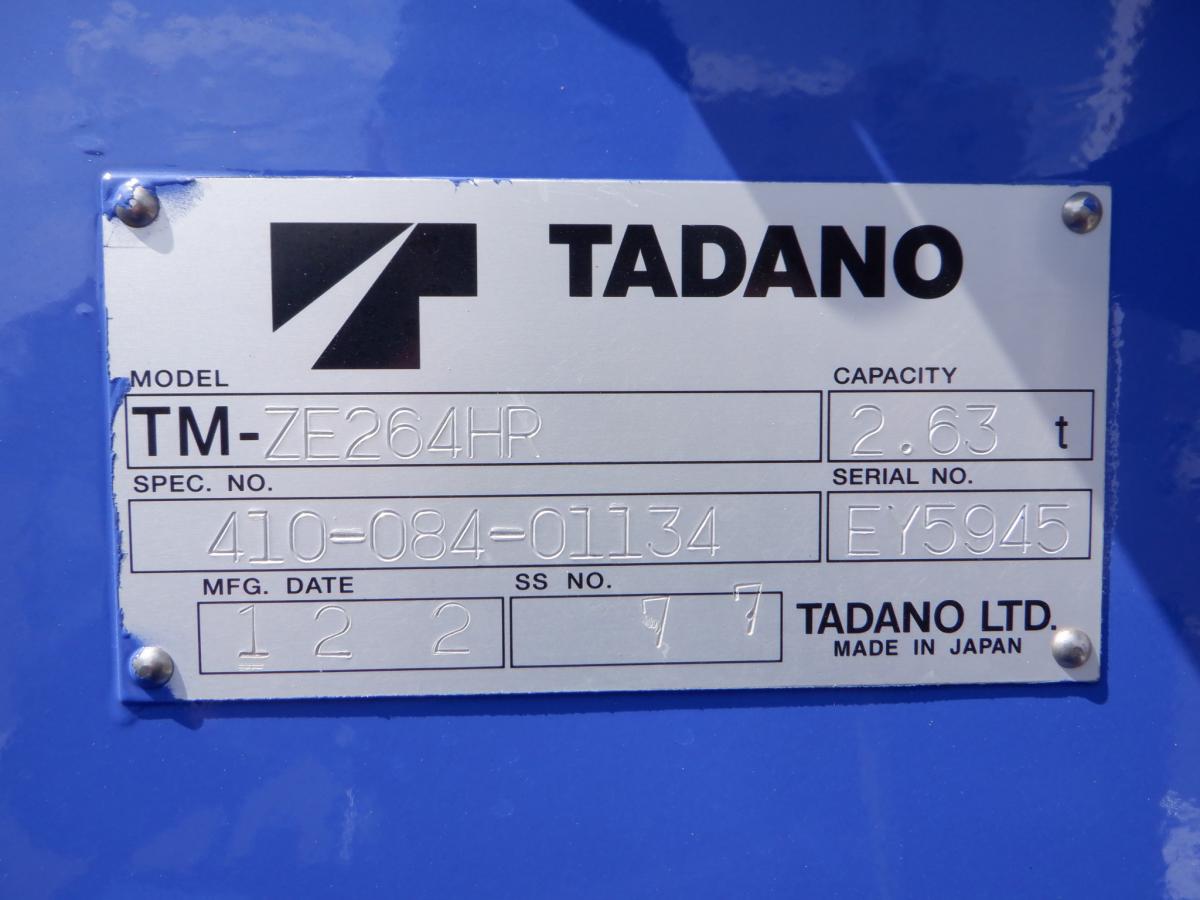 TADANO
MODEL CAPACITY
TM-ZE264HR 2.63 t
SPEC. NO. SERIAL NO.
410-084-01134 EY5945
MFG. DATE SS NO.
1 2 2 7 7 TADANO LTD.
MADE IN JAPAN